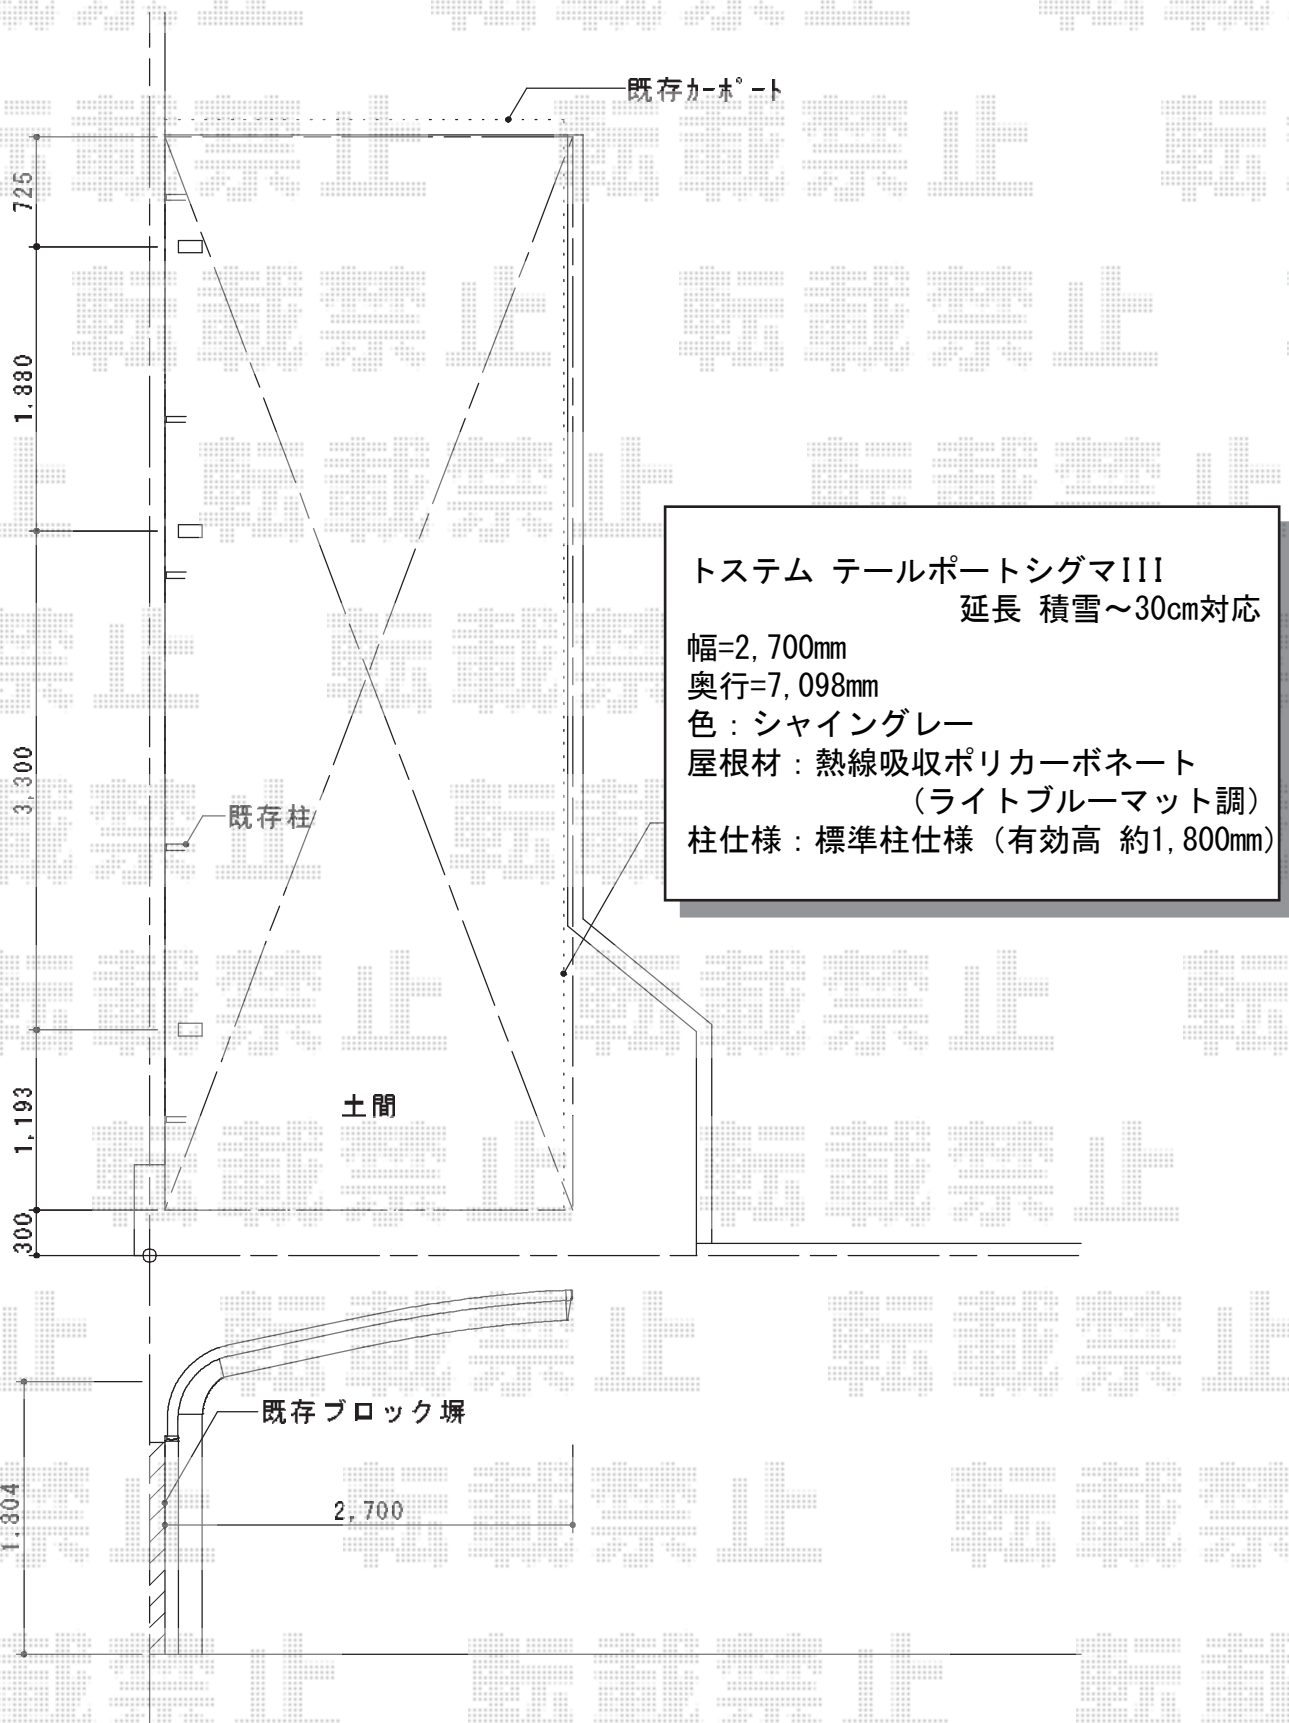 既存カーポート
725
1.880
3,300
1,193
300
既存柱
土間
トステム テールポートシグマIII
延長 積雪～30cm対応
幅=2,700mm
奥行=7,098mm
色：シャイングレー
屋根材：熱線吸収ポリカーボネート
（ライトブルーマット調）
柱仕様：標準柱仕様（有効高 約1,800mm）
既存ブロック塀
2,700
1.804
転載禁止